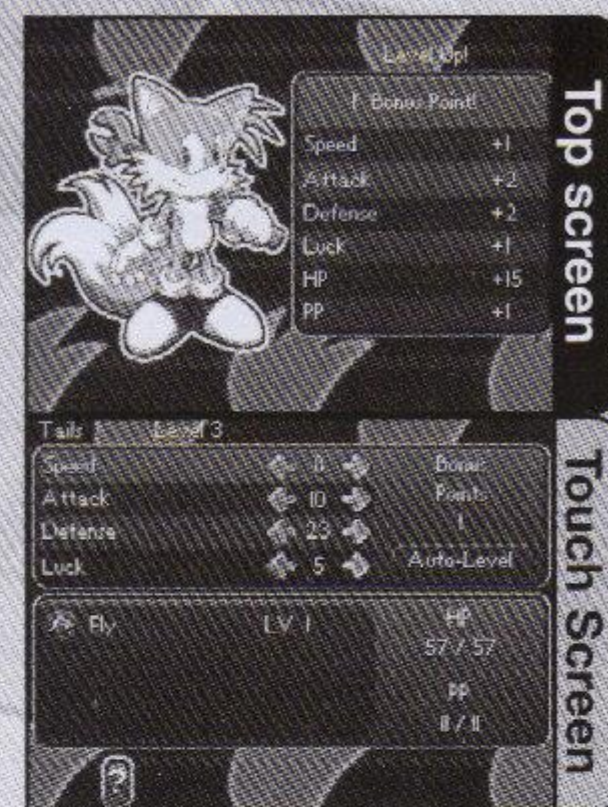 Level Up!
1 Bonus Point!
Speed +1
Attack +2
Defense +2
Luck +1
HP +15
PP +1
Top screen
Tails Level 3
Speed 8
Attack 10
Defense 23
Luck 5
Bonus
Points
1
Auto-Level
Fly LV 1
HP
57 / 57
PP
11 / 11
?
Touch Screen